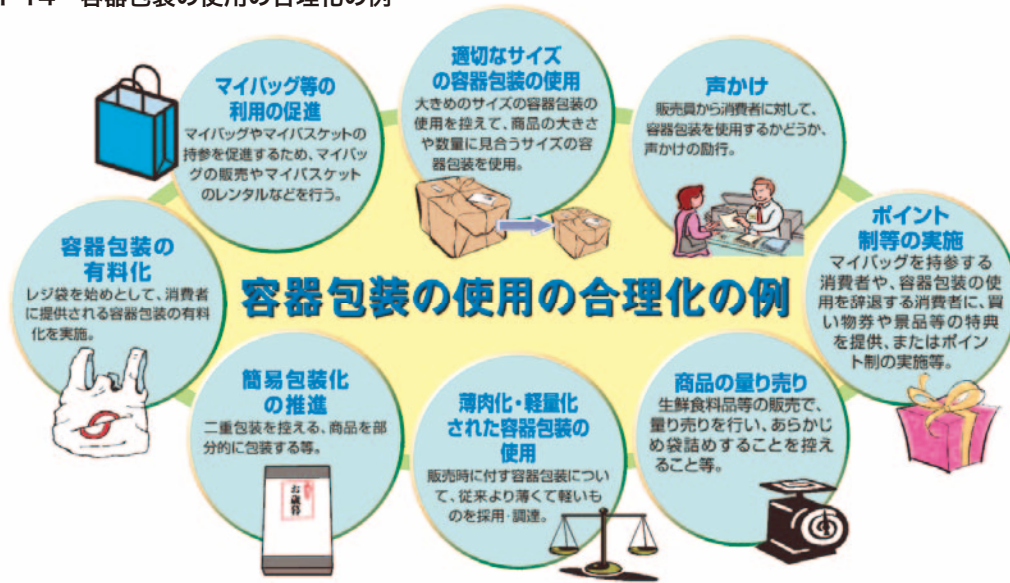 容器包装の使用の合理化の例
マイバッグ等の
利用の促進
マイバッグやマイバスケットの
持参を促進するため、マイバッ
グの販売やマイバスケット
のレンタルなどを行う。
適切なサイズ
の容器包装の使用
大きめのサイズの容器包装の
使用を控えて、商品の大きさ
や数量に見合うサイズの容
器包装を使用。
声かけ
販売員から消費者に対して、
容器包装を使用するかどうか、
声かけの励行。
容器包装の
有料化
レジ袋を始めとして、消費者
に提供される容器包装の有料
化を実施。
容器包装の使用の合理化の例
ポイント
制等の実施
マイバッグを持参する
消費者や、容器包装の使
用を辞退する消費者に、買
い物券や景品等の特典
を提供、またはポイン
ト制の実施等。
簡易包装化
の推進
二重包装を控える、商品を部
分的に包装する等。
お歳暮
薄肉化・軽量化
された容器包装の
使用
販売時に付す容器包装につい
て、従来より薄くて軽いも
のを採用・調達。
商品の量り売り
生鮮食料品等の販売で、
量り売りを行い、あらかじ
め袋詰めすることを控え
ること等。